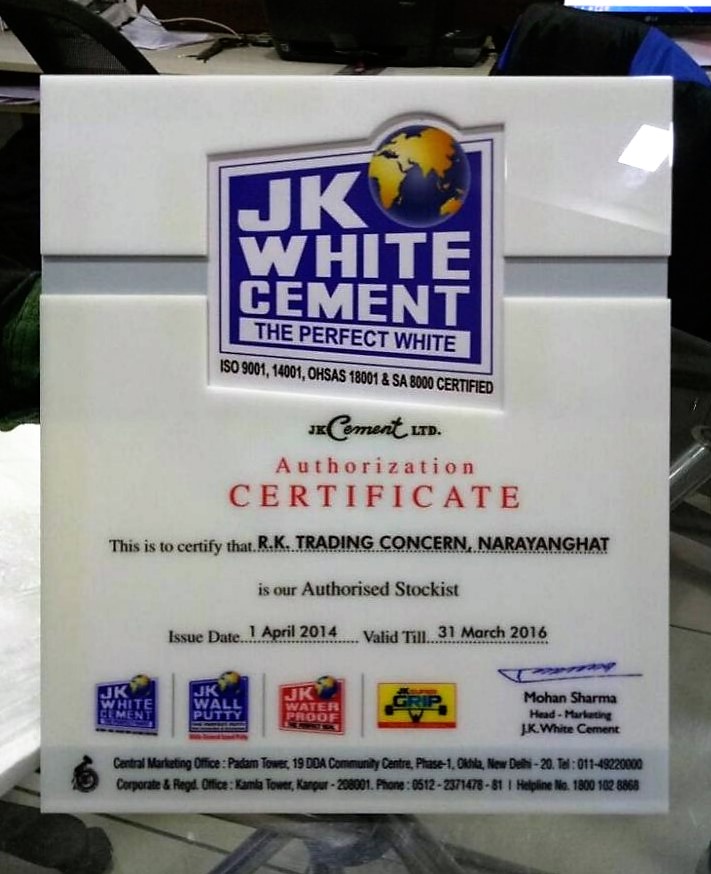 JK
WHITE
CEMENT
THE PERFECT WHITE
ISO 9001, 14001, OHSAS 18001 & SA 8000 CERTIFIED
JK Cement LTD.
Authorization
CERTIFICATE
This is to certify that R.K. TRADING CONCERN, NARAYANGHAT
is our Authorised Stockist
Issue Date 1 April 2014 Valid Till 31 March 2016
JK
WHITE
CEMENT
JK
WALL
PUTTY
JK
WATER
PROOF
JK SUPER
GRIP
Mohan Sharma
Head - Marketing
J.K. White Cement
Central Marketing Office : Padam Tower, 19 DDA Community Centre, Phase-1, Okhla, New Delhi - 20. Tel : 011-49220000
Corporate & Regd. Office : Kamla Tower, Kanpur - 208001. Phone : 0512 - 2371478 - 81 | Helpline No. 1800 102 8868